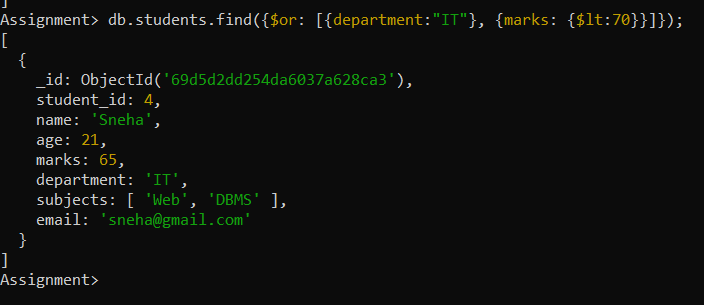 ]
Assignment> db.students.find({$or: [{department:"IT"}, {marks: {$lt:70}}]});
[
  {
    _id: ObjectId('69d5d2dd254da6037a628ca3'),
    student_id: 4,
    name: 'Sneha',
    age: 21,
    marks: 65,
    department: 'IT',
    subjects: [ 'Web', 'DBMS' ],
    email: 'sneha@gmail.com'
  }
]
Assignment>